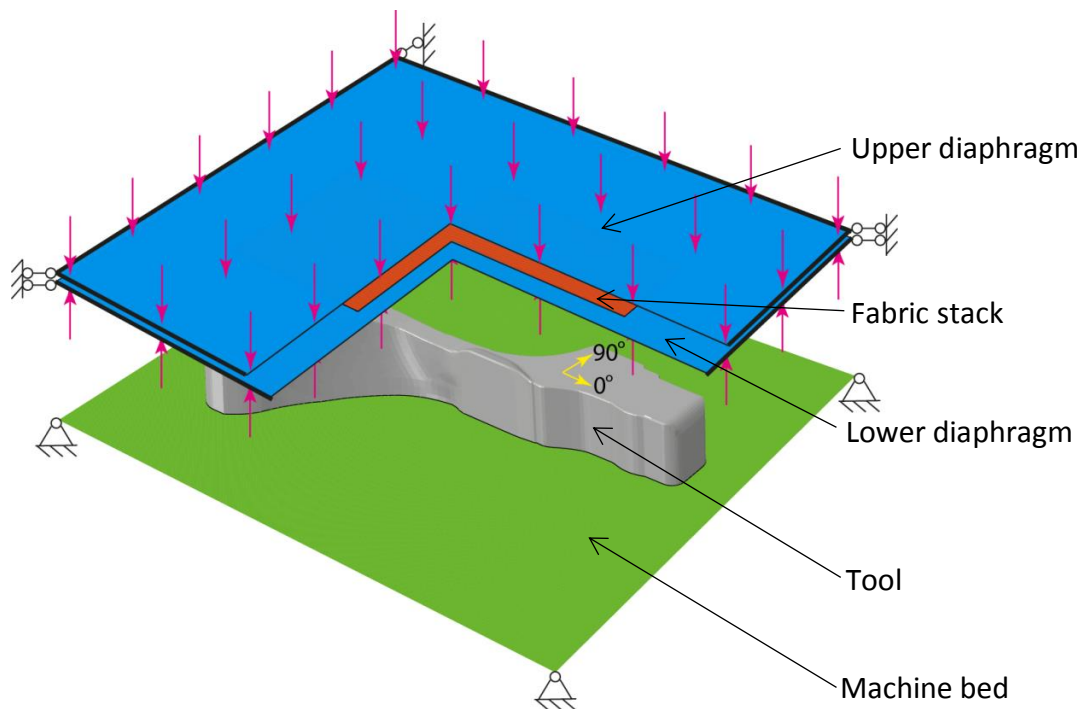 Upper diaphragm
Fabric stack
90°
0°
Lower diaphragm
Tool
Machine bed